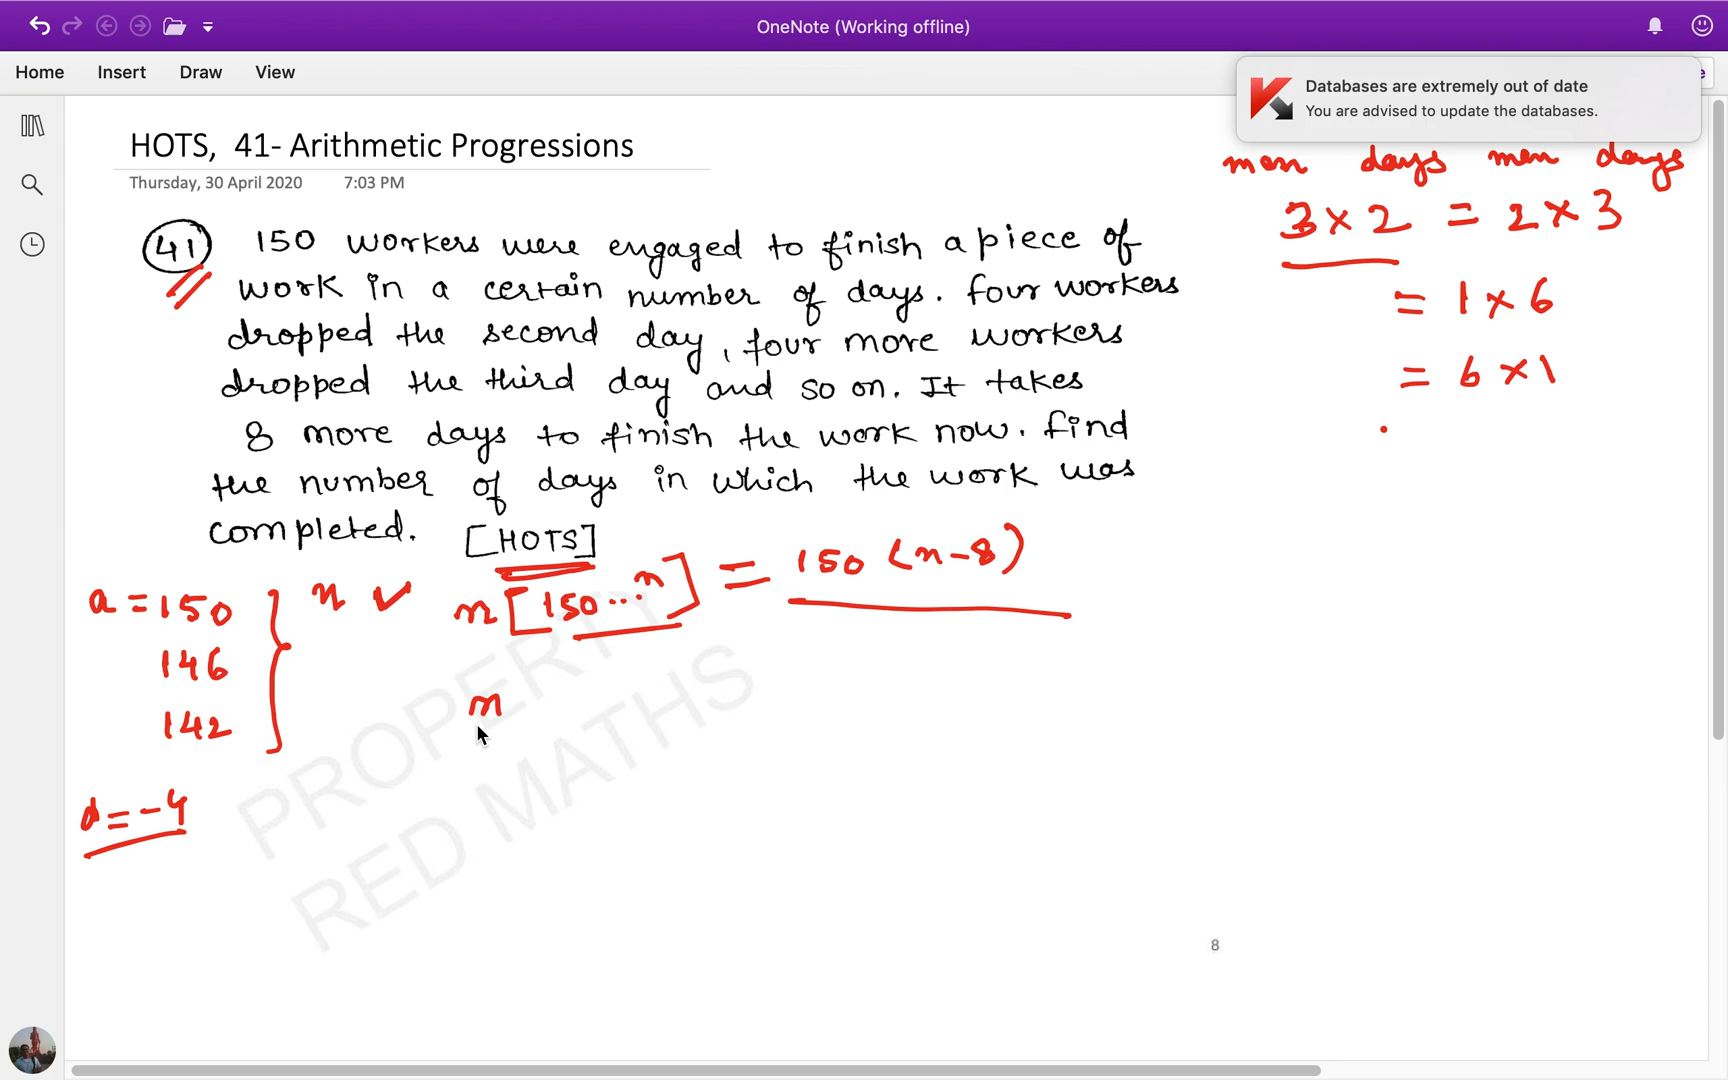 OneNote (Working offline)
Home Insert Draw View
Databases are extremely out of date
You are advised to update the databases.
HOTS, 41- Arithmetic Progressions
Thursday, 30 April 2020 7:03 PM
men days men days
3 × 2 = 2 × 3
= 1 × 6
= 6 × 1
41 150 workers were engaged to finish a piece of
work in a certain number of days. four workers
dropped the second day, four more workers
dropped the third day and so on. It takes
8 more days to finish the work now. find
the number of days in which the work was
completed. [HOTS]
a = 150 } n ✓ n [150 ... n] = 150 (n-8)
146
142
n
d = -4
PROPERTY
RED MATHS
8